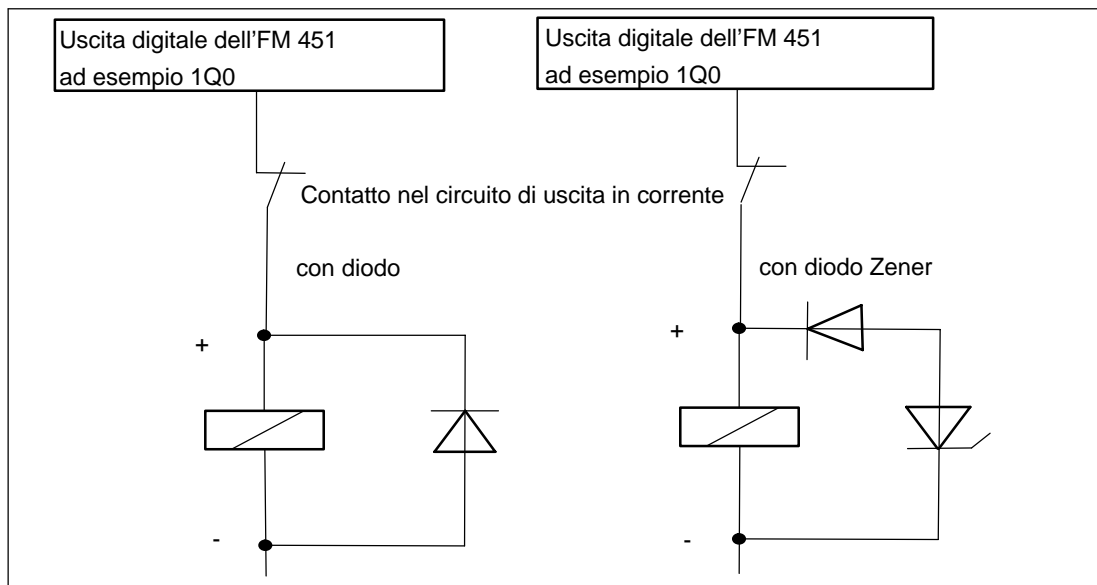 Uscita digitale dell'FM 451
ad esempio 1Q0
Uscita digitale dell'FM 451
ad esempio 1Q0
Contatto nel circuito di uscita in corrente
con diodo
con diodo Zener
+
+
-
-